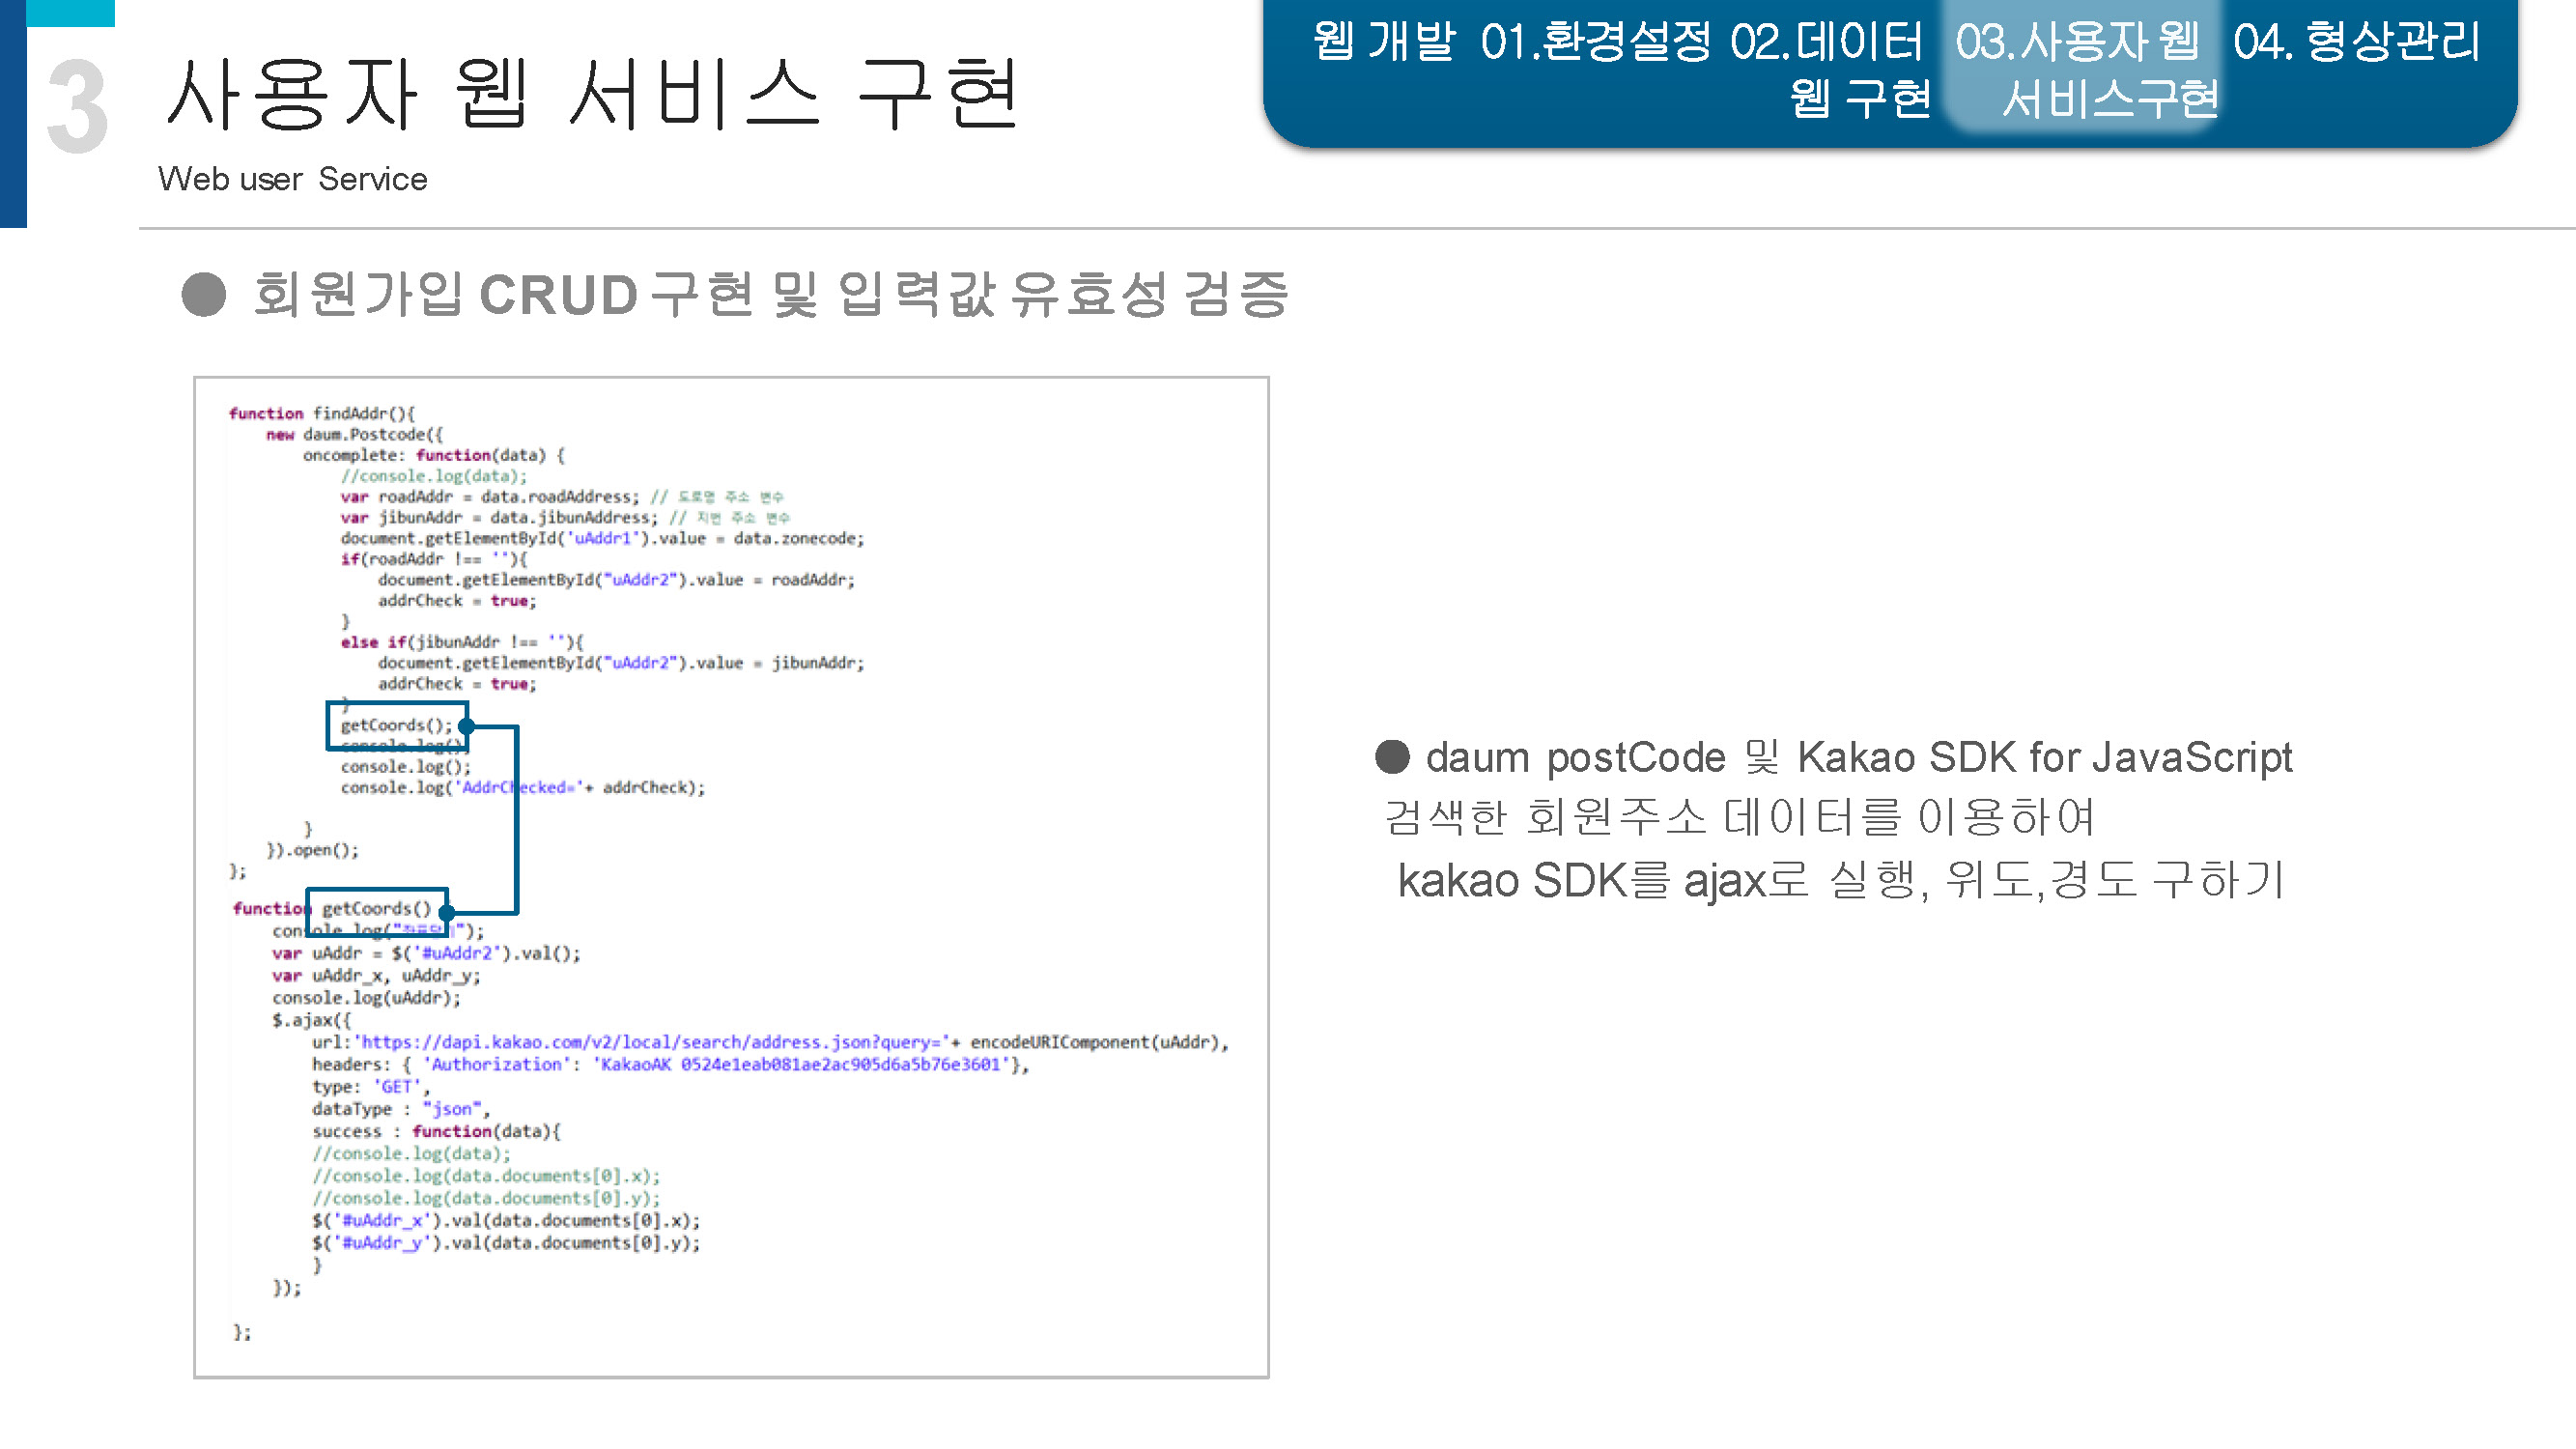 3
사용자 웹 서비스 구현
Web user Service
웹 개발 01.환경설정 02.데이터 03.사용자 웹 04. 형상관리
웹 구현 서비스구현
● 회원가입 CRUD 구현 및 입력값 유효성 검증
function findAddr(){
new daum.Postcode({
oncomplete: function(data) {
//console.log(data);
var roadAddr = data.roadAddress; // 도로명 주소 변수
var jibunAddr = data.jibunAddress; // 지번 주소 변수
document.getElementById('uAddr1').value = data.zonecode;
if(roadAddr !== ''){
document.getElementById("uAddr2").value = roadAddr;
addrCheck = true;
}
else if(jibunAddr !== ''){
document.getElementById("uAddr2").value = jibunAddr;
addrCheck = true;
}
getCoords();
console.log();
console.log();
console.log('AddrChecked='+ addrCheck);
}
}).open();
};
function getCoords()
console.log("");
var uAddr = $('#uAddr2').val();
var uAddr_x, uAddr_y;
console.log(uAddr);
$.ajax({
url:'https://dapi.kakao.com/v2/local/search/address.json?query='+ encodeURIComponent(uAddr),
headers: { 'Authorization': 'KakaoAK 0524e1eab081ae2ac905d6a5b76e3601'},
type: 'GET',
dataType : "json",
success : function(data){
//console.log(data);
//console.log(data.documents[0].x);
//console.log(data.documents[0].y);
$('#uAddr_x').val(data.documents[0].x);
$('#uAddr_y').val(data.documents[0].y);
}
});
};
● daum postCode 및 Kakao SDK for JavaScript
검색한 회원주소 데이터를 이용하여
kakao SDK를 ajax로 실행, 위도,경도 구하기